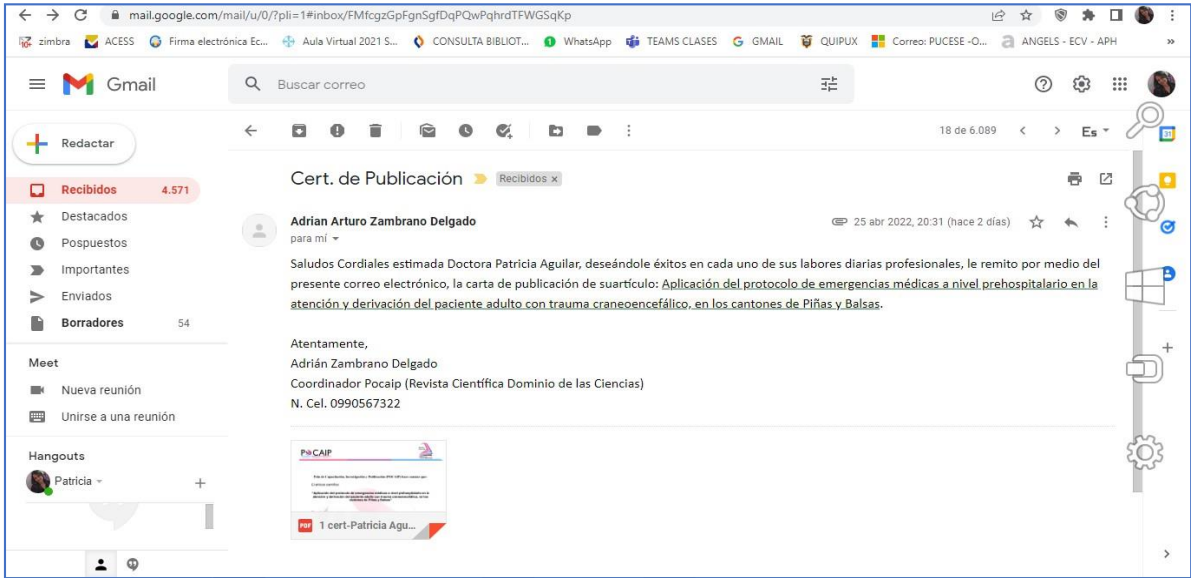 mail.google.com/mail/u/0/?pli=1#inbox/FMfcgzGpFgnSgfDqPQwPqhrdTFWGSqKp
zimbra ACESS Firma electrónica Ec... Aula Virtual 2021 S... CONSULTA BIBLIOT... WhatsApp TEAMS CLASES GMAIL QUIPUX Correo: PUCESE -O... ANGELS - ECV - APH »
Gmail
Buscar correo
Redactar
18 de 6.089
Es
Recibidos 4.571
Destacados
Pospuestos
Importantes
Enviados
Borradores 54
Meet
Nueva reunión
Unirse a una reunión
Hangouts
Patricia
Cert. de Publicación Recibidos x
Adrian Arturo Zambrano Delgado
25 abr 2022, 20:31 (hace 2 días)
para mí
Saludos Cordiales estimada Doctora Patricia Aguilar, deseándole éxitos en cada uno de sus labores diarias profesionales, le remito por medio del
presente correo electrónico, la carta de publicación de suartículo: Aplicación del protocolo de emergencias médicas a nivel prehospitalario en la
atención y derivación del paciente adulto con trauma craneoencefálico, en los cantones de Piñas y Balsas.
Atentamente,
Adrián Zambrano Delgado
Coordinador Pocaip (Revista Científica Dominio de las Ciencias)
N. Cel. 0990567322
POCAIP
PDF 1 cert-Patricia Agu...
31